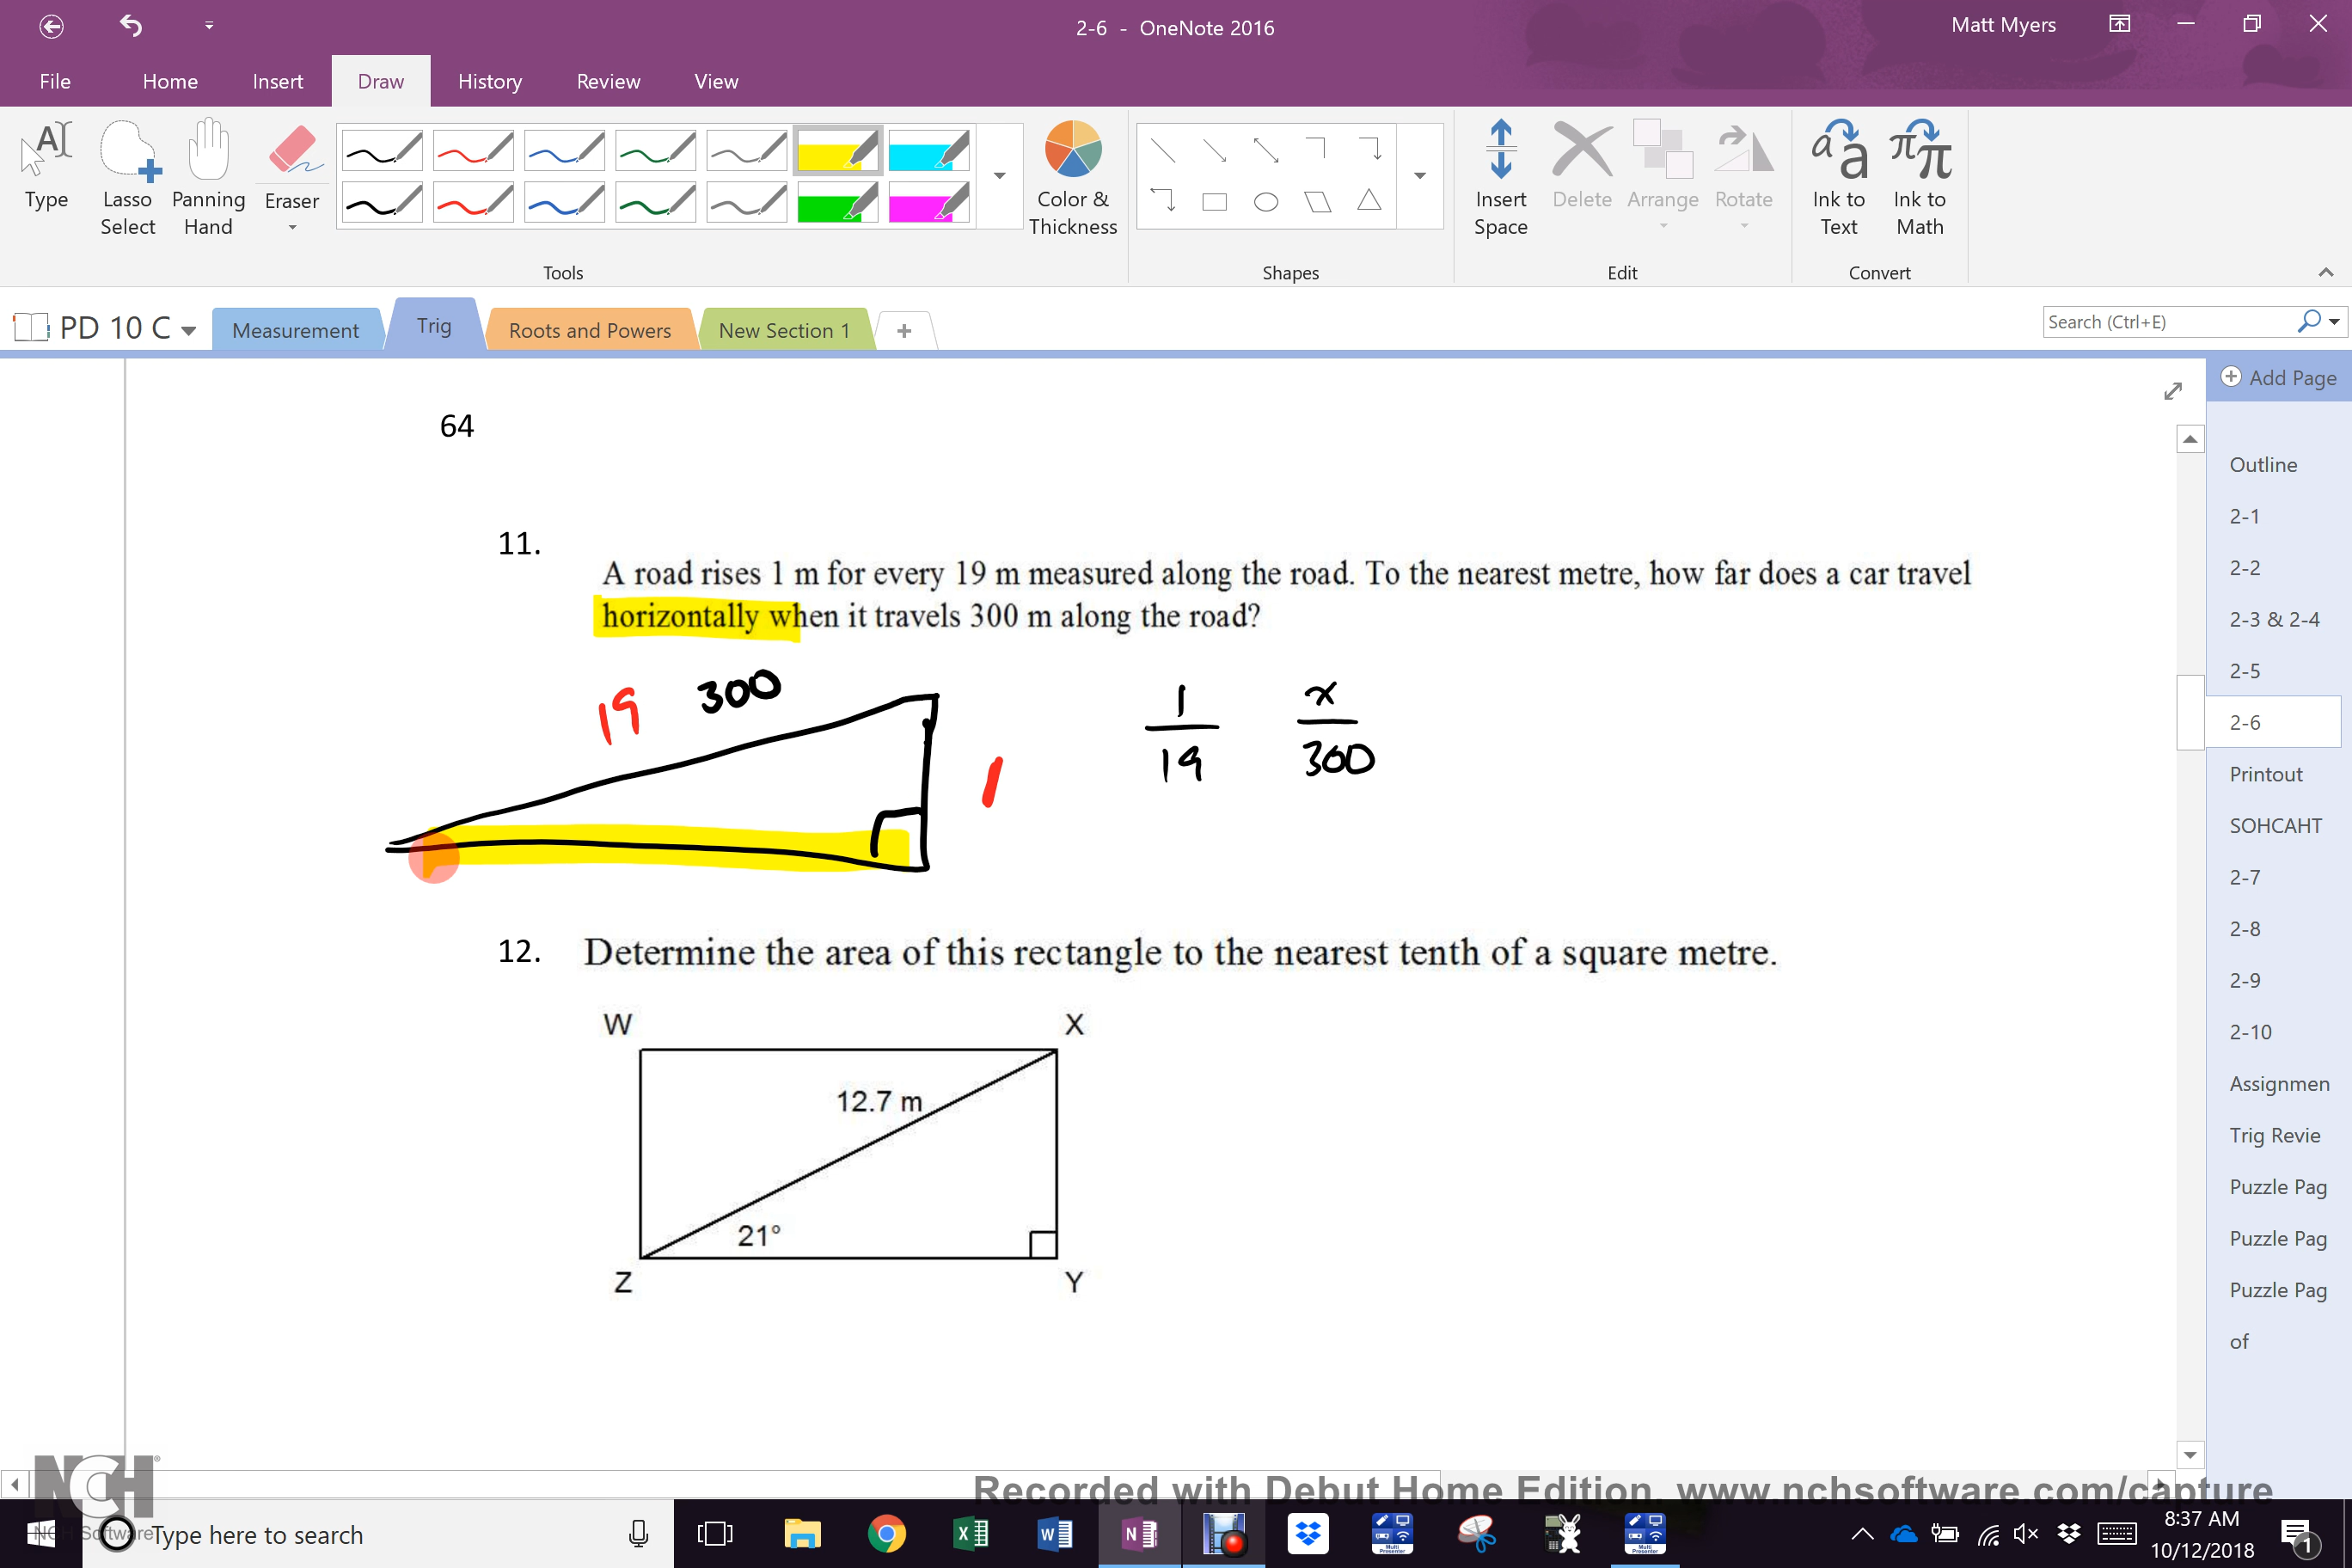 2-6 - OneNote 2016
Matt Myers
File Home Insert Draw History Review View
Type
Lasso Select
Panning Hand
Eraser
Color & Thickness
Insert Space
Delete
Arrange
Rotate
Ink to Text
Ink to Math
Tools Shapes Edit Convert
PD 10 C Measurement Trig Roots and Powers New Section 1 +
Search (Ctrl+E)
Add Page
64
11.
A road rises 1 m for every 19 m measured along the road. To the nearest metre, how far does a car travel
horizontally when it travels 300 m along the road?
19 300
1
1 x
19 300
12. Determine the area of this rectangle to the nearest tenth of a square metre.
W X
12.7 m
21°
Z Y
Outline
2-1
2-2
2-3 & 2-4
2-5
2-6
Printout
SOHCAHT
2-7
2-8
2-9
2-10
Assignmen
Trig Revie
Puzzle Pag
Puzzle Pag
Puzzle Pag
of
NCH®
NCH Software
Recorded with Debut Home Edition. www.nchsoftware.com/capture
Type here to search
8:37 AM
10/12/2018
1